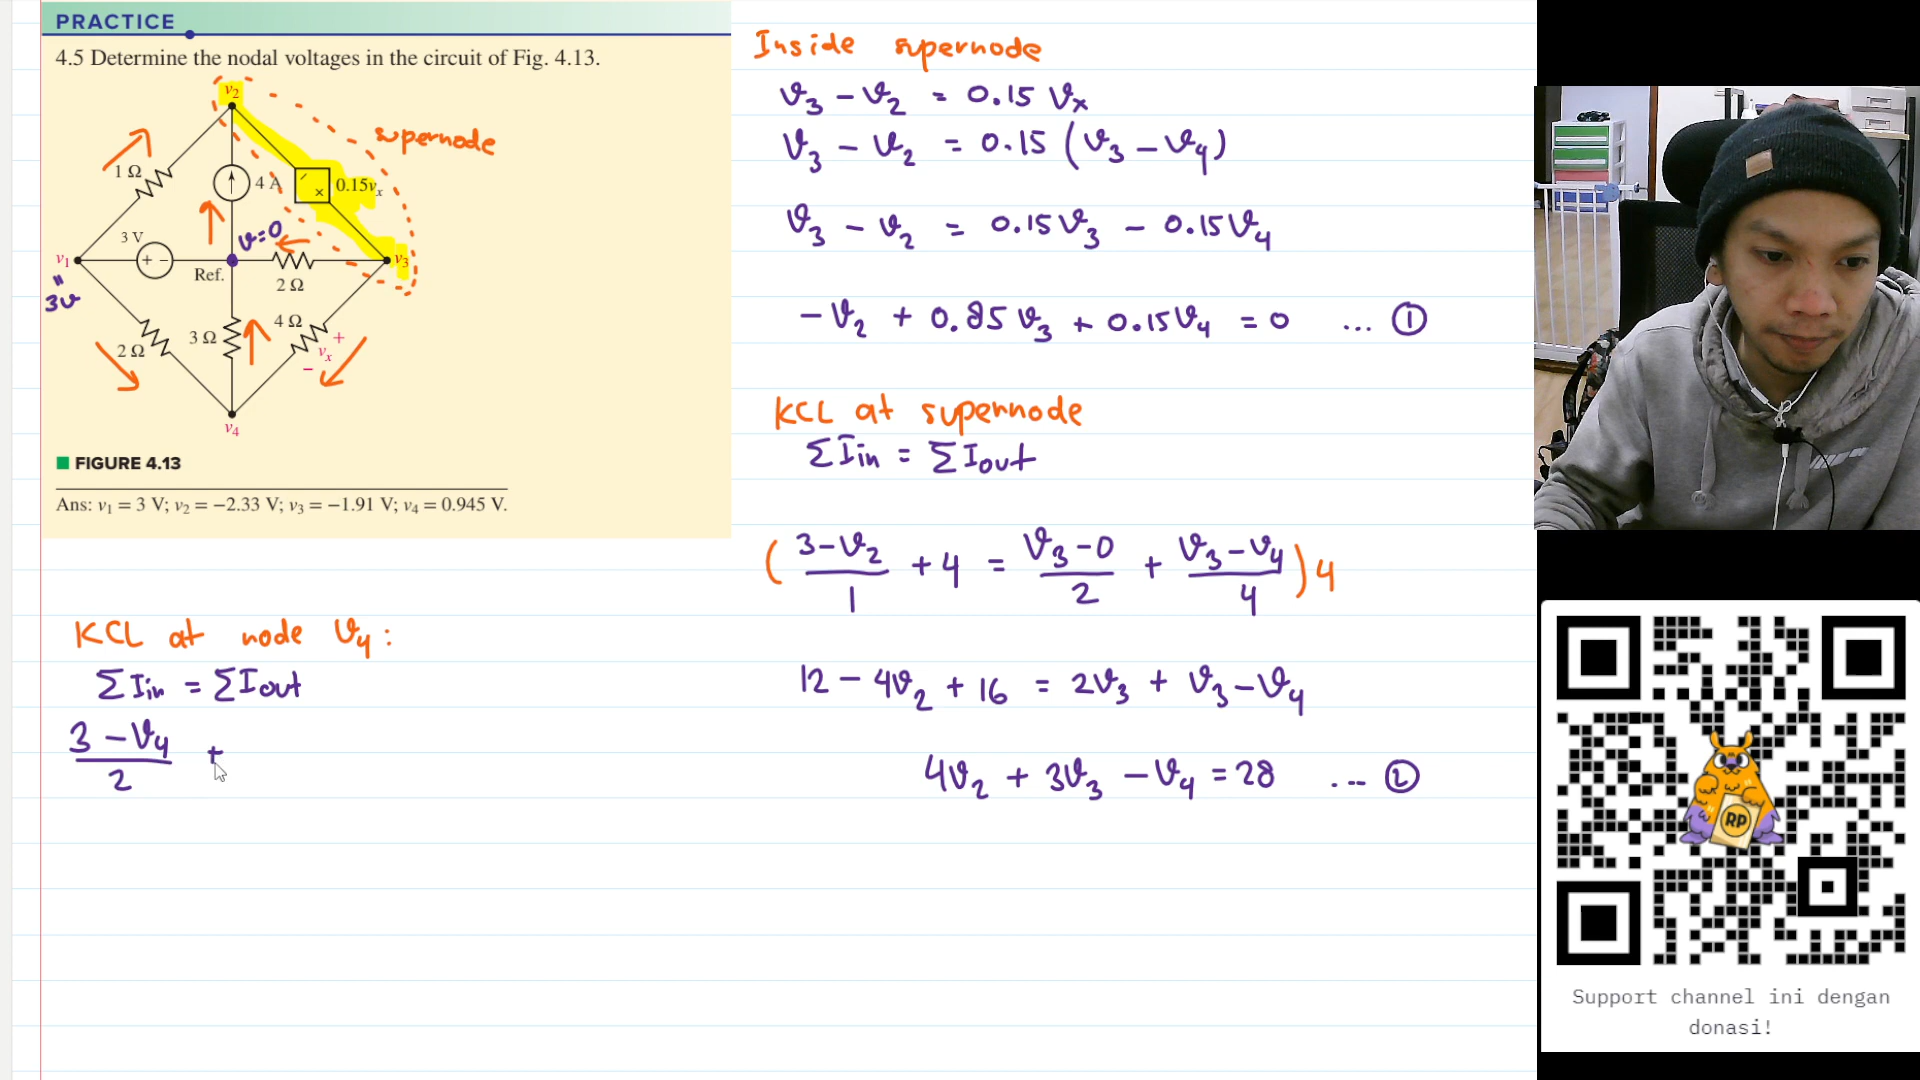 PRACTICE
4.5 Determine the nodal voltages in the circuit of Fig. 4.13.
v₂
supernode
1 Ω
4 A
0.15vₓ
3 V
v=0
v₁
+ −
v₃
Ref.
2 Ω
"
3v
4 Ω
3 Ω
+
vₓ
−
2 Ω
v₄
FIGURE 4.13
Ans: v₁ = 3 V; v₂ = −2.33 V; v₃ = −1.91 V; v₄ = 0.945 V.
KCL at node v₄:
ΣIin = ΣIout
(3 − v₄)/2 +
Inside supernode
v₃ − v₂ = 0.15 vₓ
v₃ − v₂ = 0.15 (v₃ − v₄)
v₃ − v₂ = 0.15v₃ − 0.15v₄
−v₂ + 0.85 v₃ + 0.15v₄ = 0 ... ①
KCL at supernode
ΣIin = ΣIout
((3−v₂)/1 + 4 = (v₃−0)/2 + (v₃−v₄)/4) 4
12 − 4v₂ + 16 = 2v₃ + v₃ − v₄
4v₂ + 3v₃ − v₄ = 28 ... ②
RP
Support channel ini dengan
donasi!